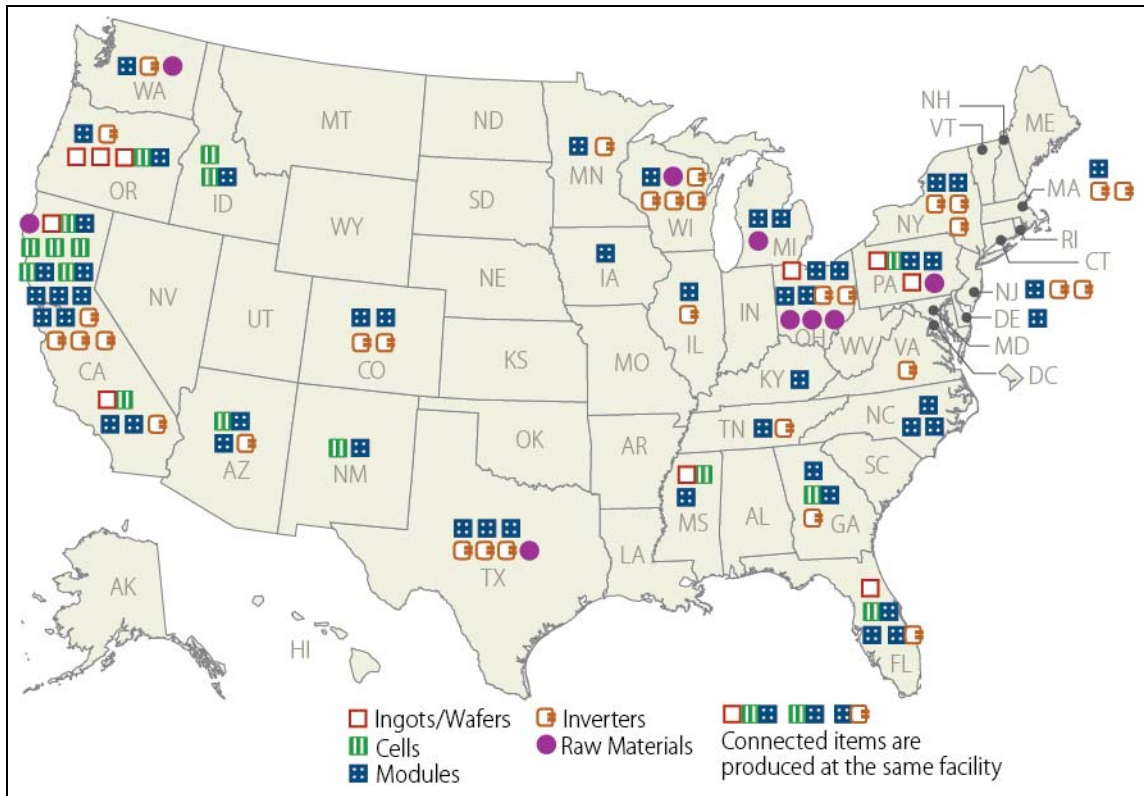 WA
MT
ND
MN
OR
ID
WY
SD
WI
MI
NH
VT
ME
MA
NY
RI
CT
PA
NJ
DE
MD
DC
NV
UT
CO
NE
IA
IL
IN
OH
WV
VA
KS
MO
KY
CA
AZ
NM
OK
AR
TN
NC
SC
TX
LA
MS
AL
GA
FL
AK
HI
Ingots/Wafers
Cells
Modules
Inverters
Raw Materials
Connected items are
produced at the same facility